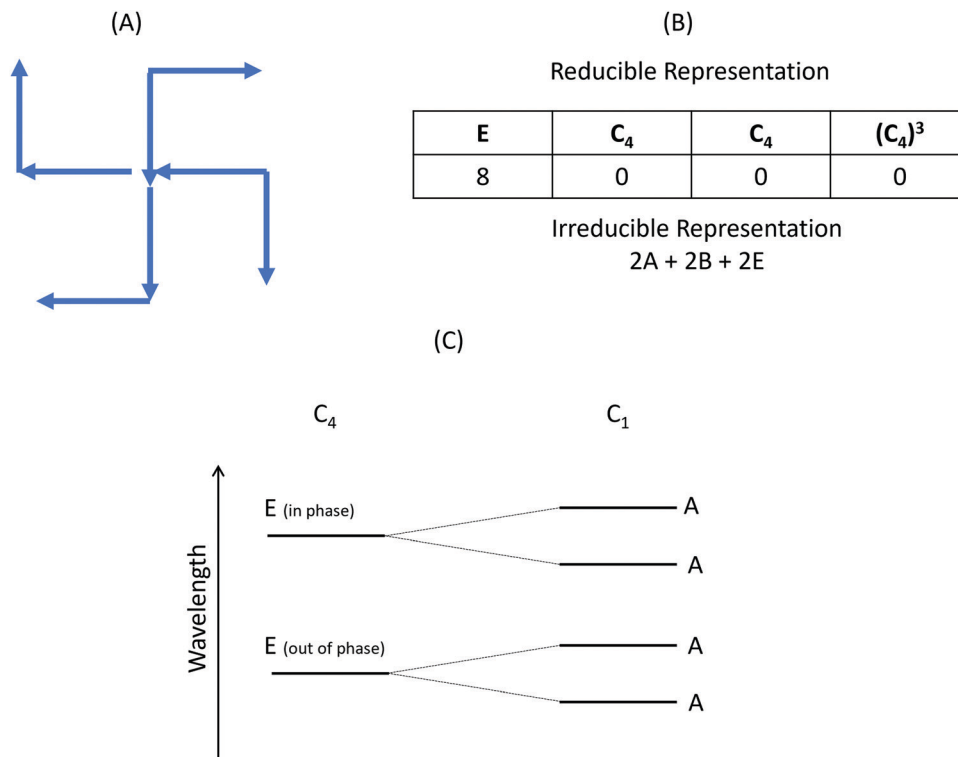 (A)
(B)
Reducible Representation
E C₄ C₄ (C₄)³
8 0 0 0
Irreducible Representation
2A + 2B + 2E
(C)
C₄ C₁
Wavelength
E (in phase) A
A
E (out of phase) A
A